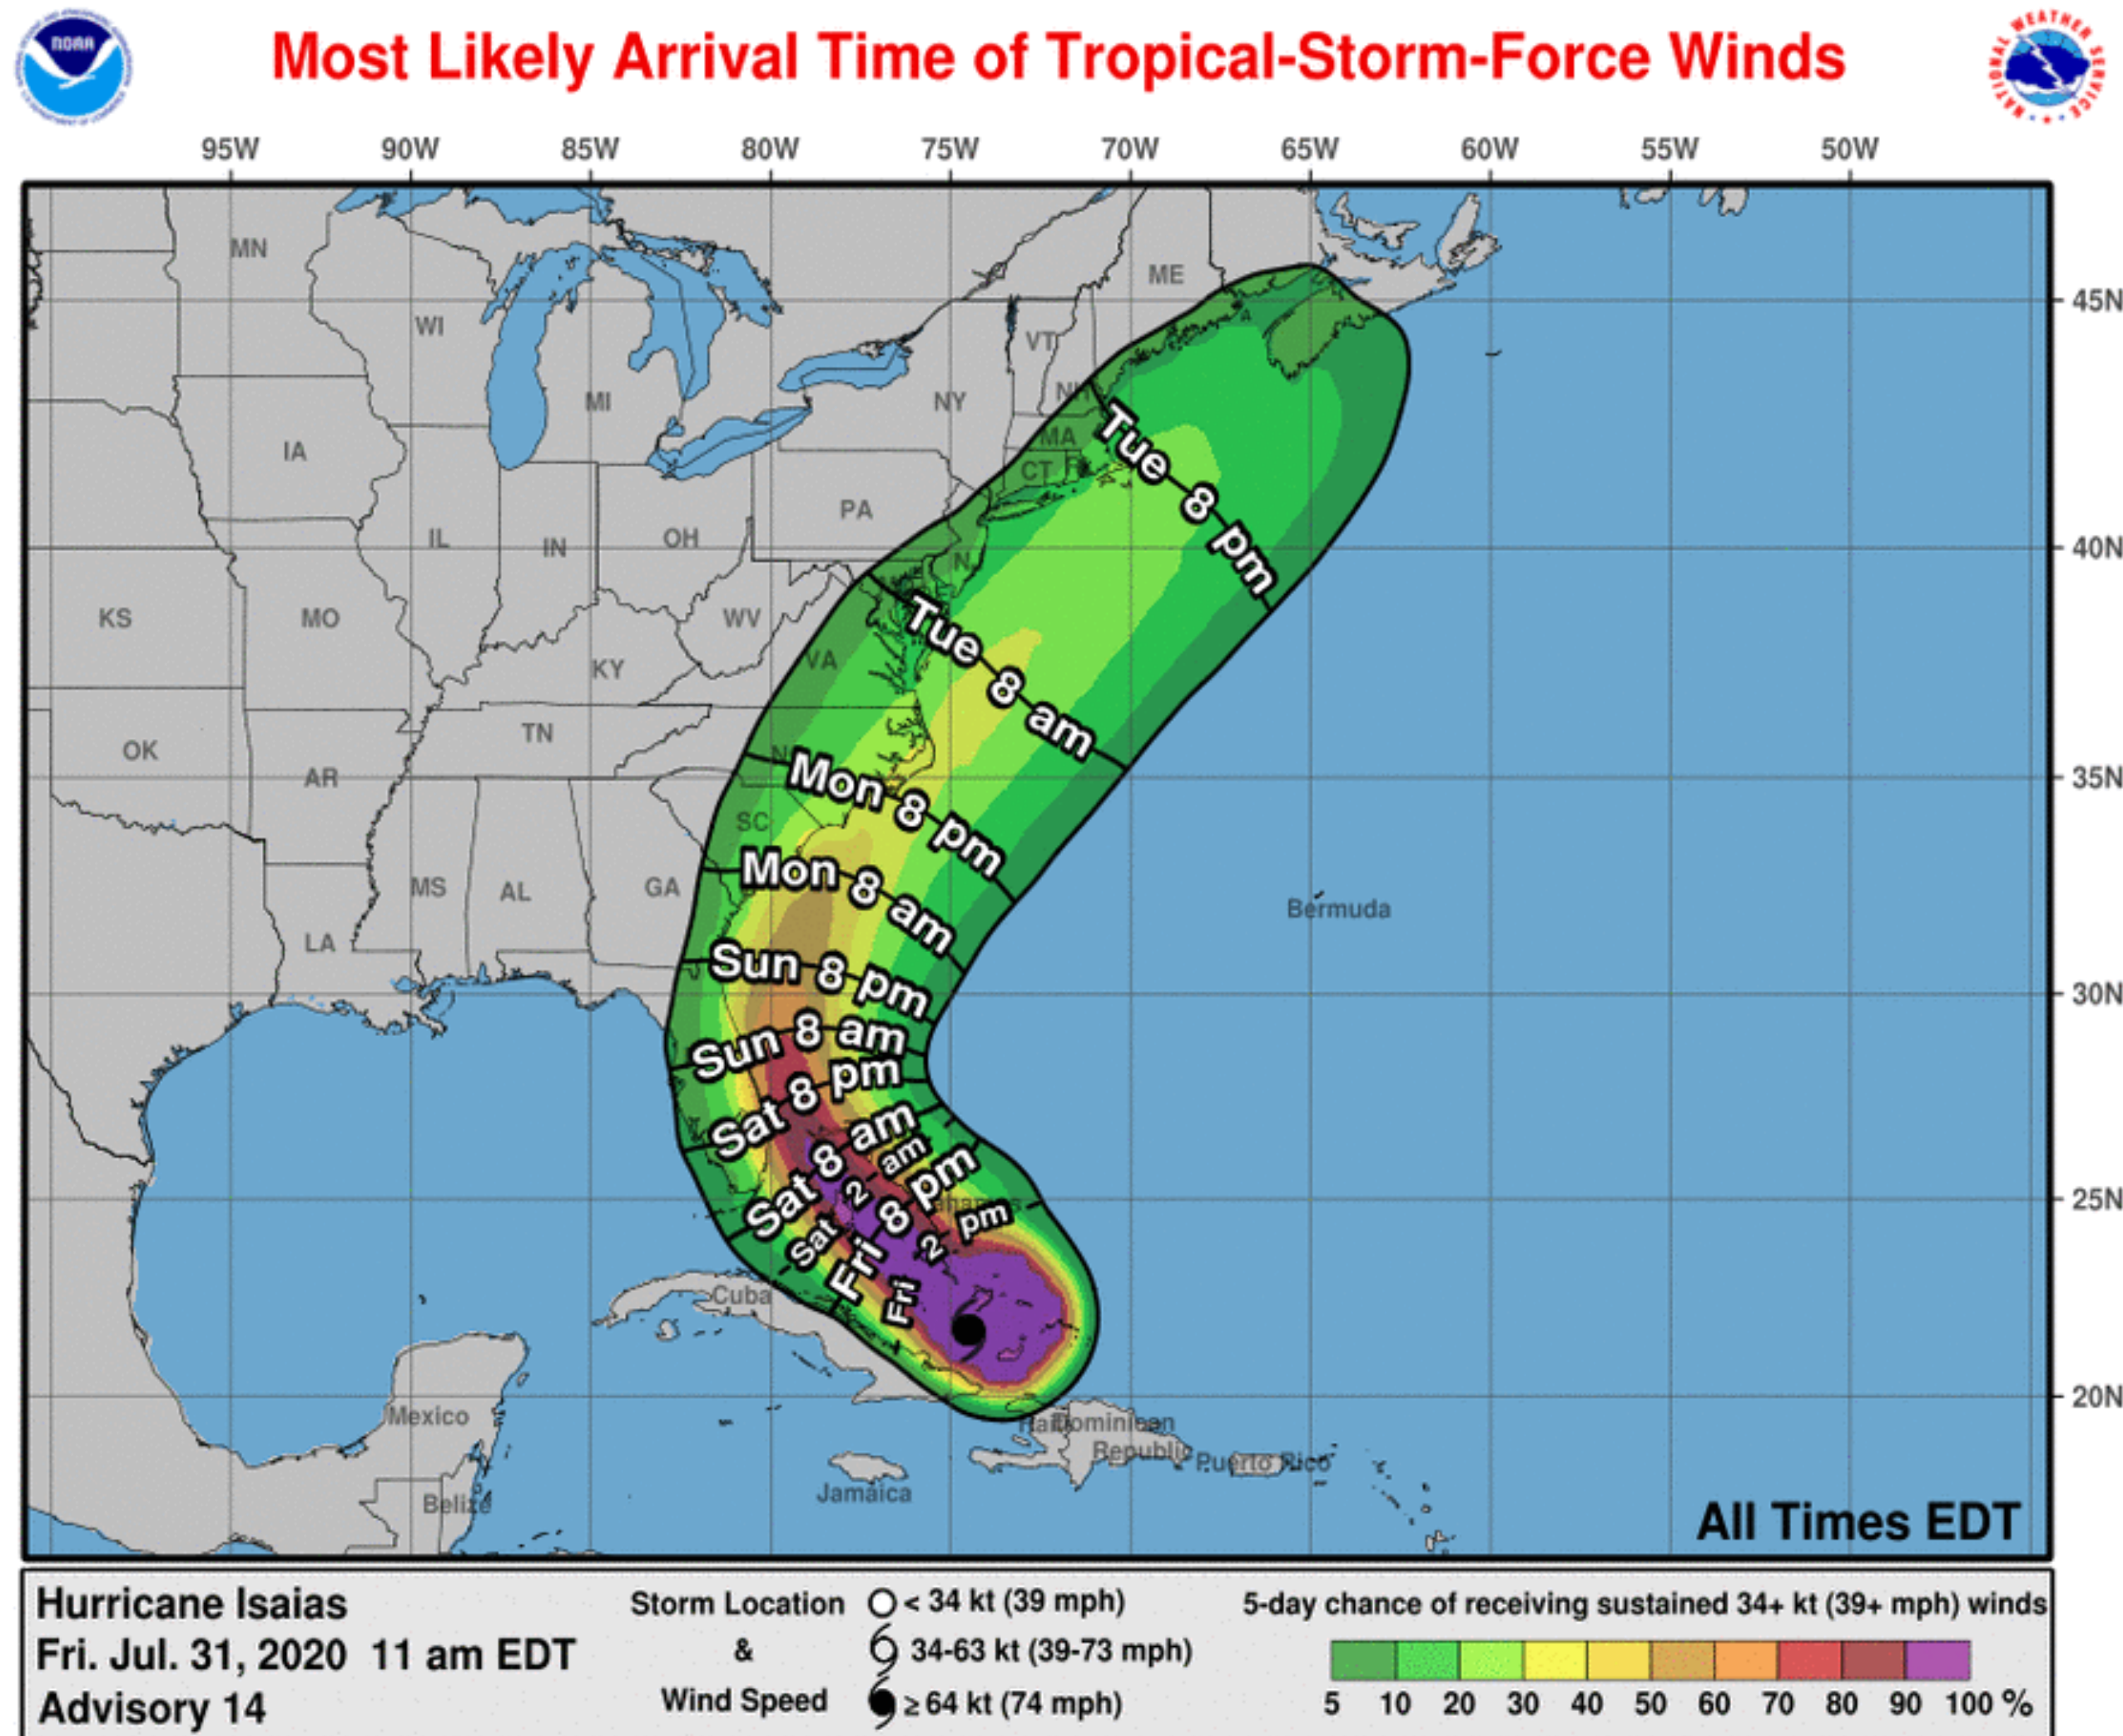 NOAA
Most Likely Arrival Time of Tropical-Storm-Force Winds
NATIONAL WEATHER SERVICE
95W 90W 85W 80W 75W 70W 65W 60W 55W 50W
MN
ME
45N
WI
VT
NH
MI
NY
MA
IA
CT
Tue 8 pm
PA
IL
IN
OH
40N
KS
MO
WV
Tue 8 am
VA
KY
OK
TN
AR
35N
Mon 8 pm
SC
Mon 8 am
MS
AL
GA
Bermuda
LA
Sun 8 pm
30N
Sun 8 am
Sat 8 pm
Sat 8 am
Sat 2 am
25N
Fri 8 pm
Fri 2 pm
Cuba
20N
Mexico
Dominican
Republic
Puerto Rico
Jamaica
Belize
All Times EDT
Hurricane Isaias
Fri. Jul. 31, 2020 11 am EDT
Advisory 14
Storm Location
&
Wind Speed
< 34 kt (39 mph)
34-63 kt (39-73 mph)
≥ 64 kt (74 mph)
5-day chance of receiving sustained 34+ kt (39+ mph) winds
5 10 20 30 40 50 60 70 80 90 100 %